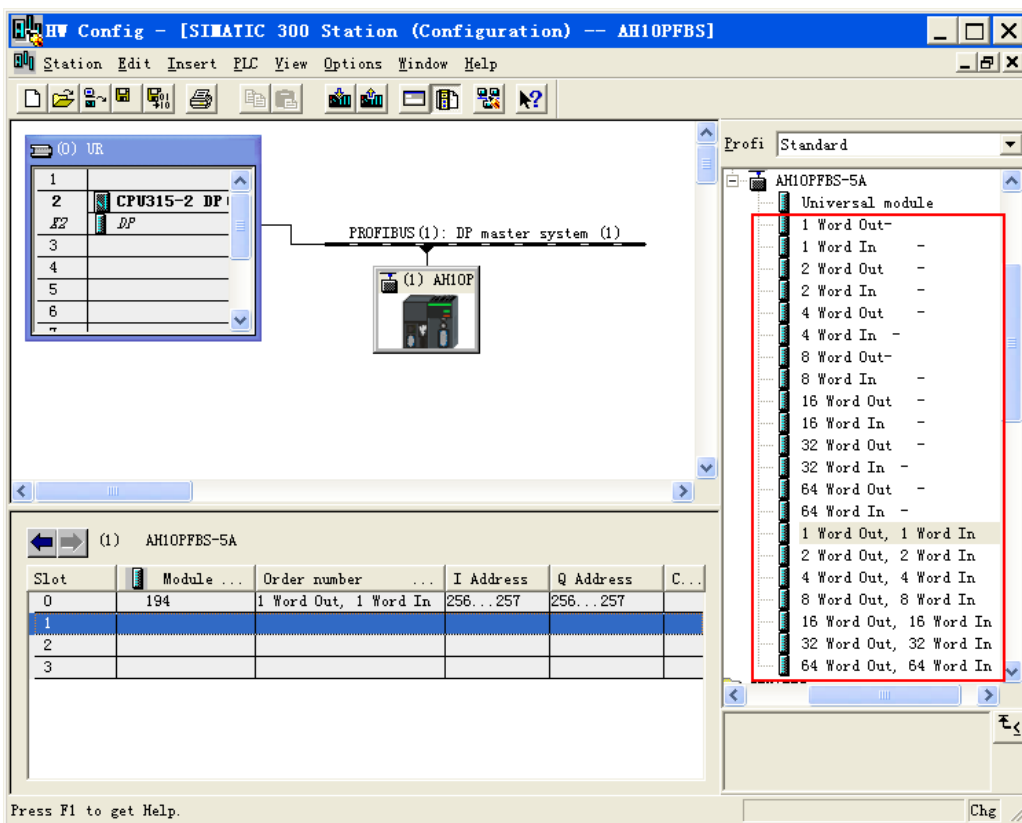 HW Config - [SIMATIC 300 Station (Configuration) -- AH10PFBS]
Station Edit Insert PLC View Options Window Help
(0) UR
1
2 CPU315-2 DP
X2 DP
3
4
5
6
7
PROFIBUS(1): DP master system (1)
(1) AH10P
Profi Standard
AH10PFBS-5A
Universal module
1 Word Out-
1 Word In -
2 Word Out -
2 Word In -
4 Word Out -
4 Word In -
8 Word Out-
8 Word In -
16 Word Out -
16 Word In -
32 Word Out -
32 Word In -
64 Word Out -
64 Word In -
1 Word Out, 1 Word In
2 Word Out, 2 Word In
4 Word Out, 4 Word In
8 Word Out, 8 Word In
16 Word Out, 16 Word In
32 Word Out, 32 Word In
64 Word Out, 64 Word In
(1) AH10PFBS-5A
Slot Module ... Order number ... I Address Q Address C...
0 194 1 Word Out, 1 Word In 256...257 256...257
1
2
3
Press F1 to get Help.
Chg